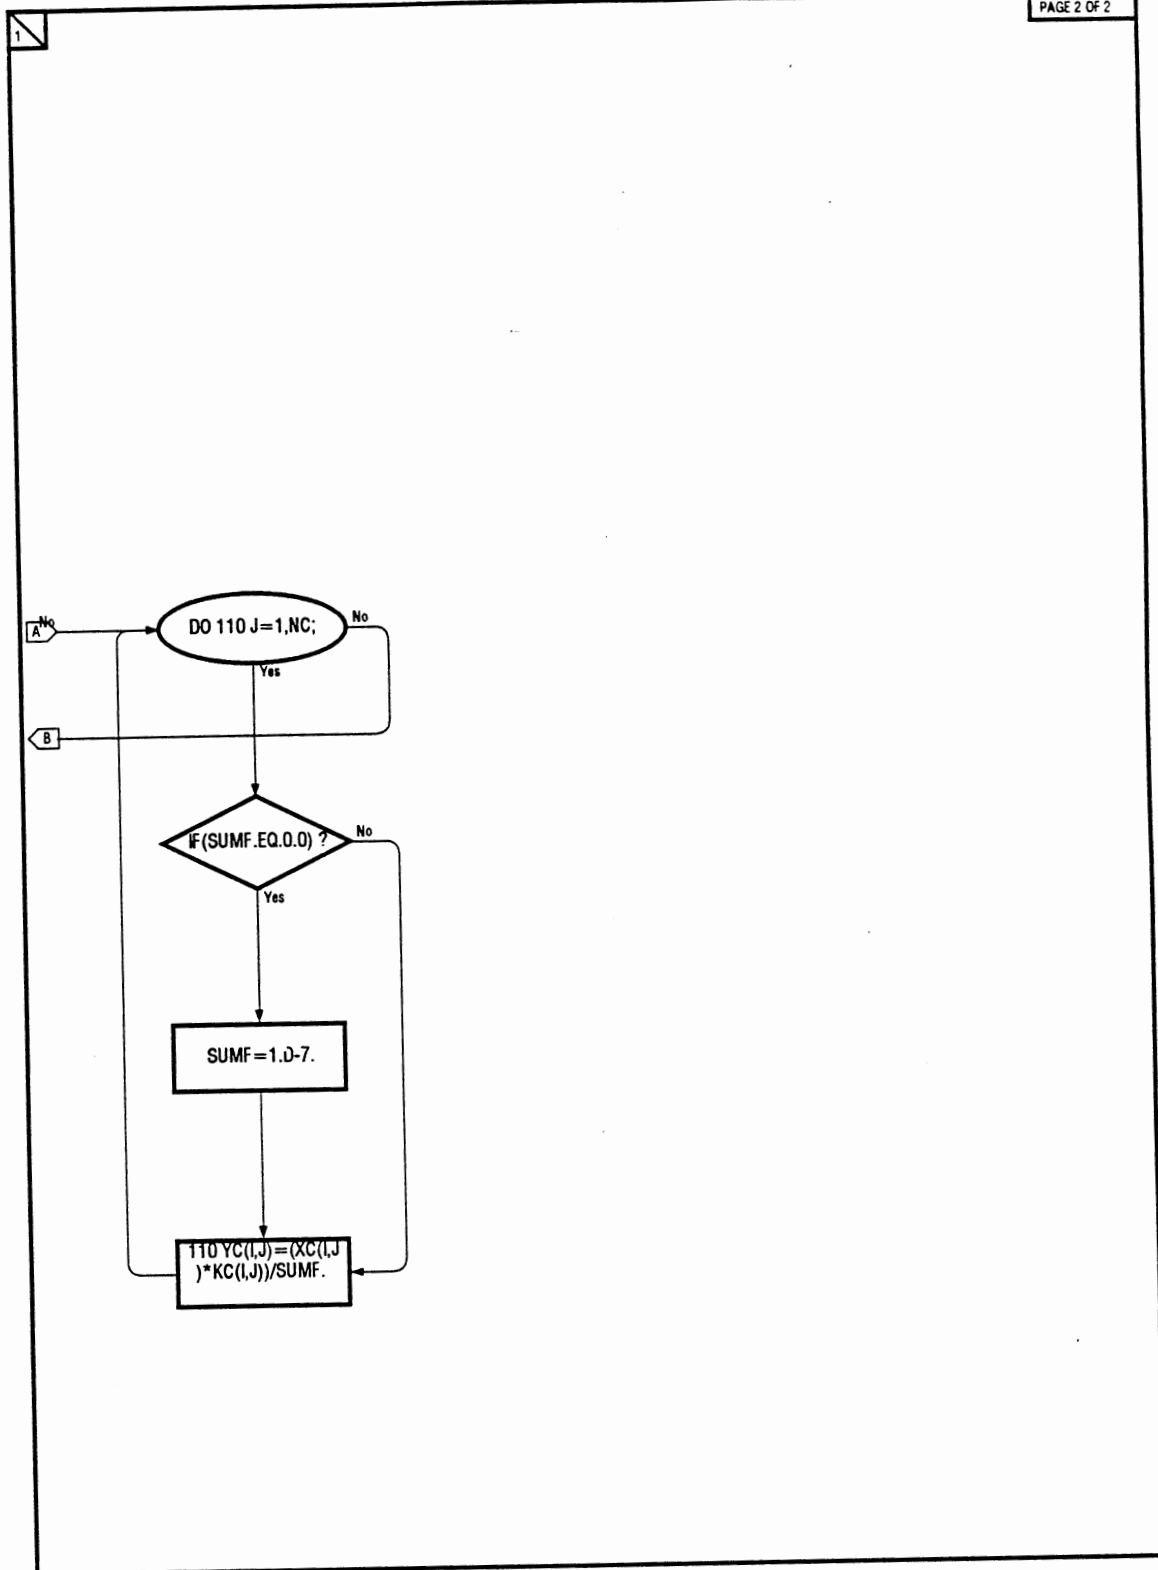 PAGE 2 OF 2
1
DO 110 J=1,NC;
No
A
No
Yes
B
IF(SUMF.EQ.0.0) ?
No
Yes
SUMF=1.D-7.
110 YC(I,J)=(XC(I,J
)*KC(I,J))/SUMF.